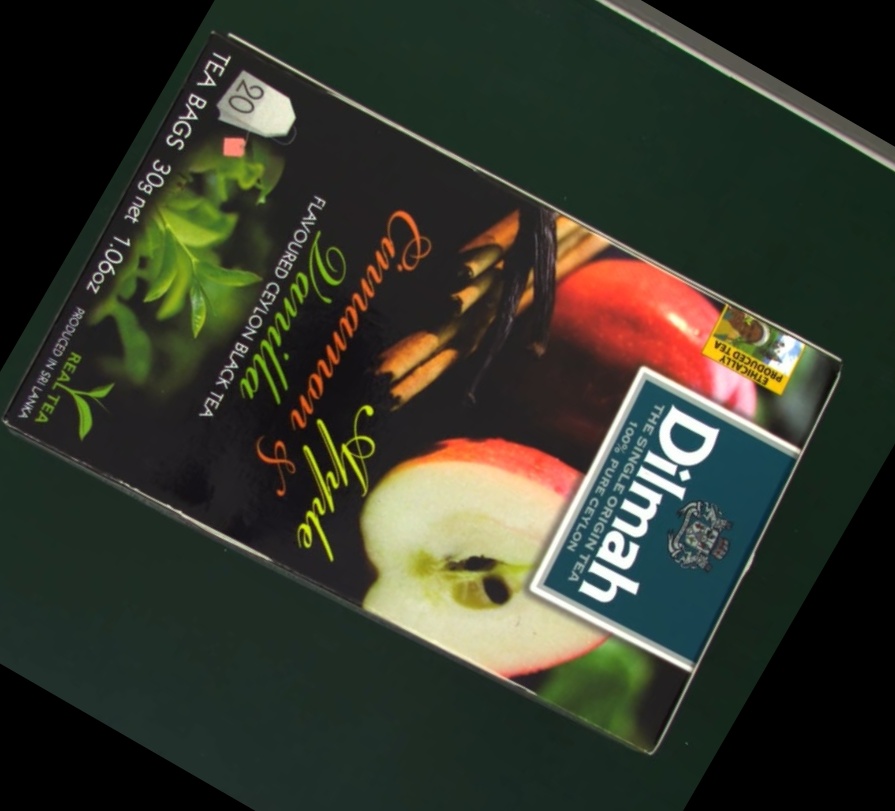 ETHICALLY
PRODUCED TEA
Dilmah
THE SINGLE ORIGIN TEA
100% PURE CEYLON TEA
Cinnamon &
Apple
Vanilla
FLAVOURED CEYLON BLACK TEA
20
TEA BAGS 30g net 1.06oz
REAL TEA
PRODUCED IN SRI LANKA